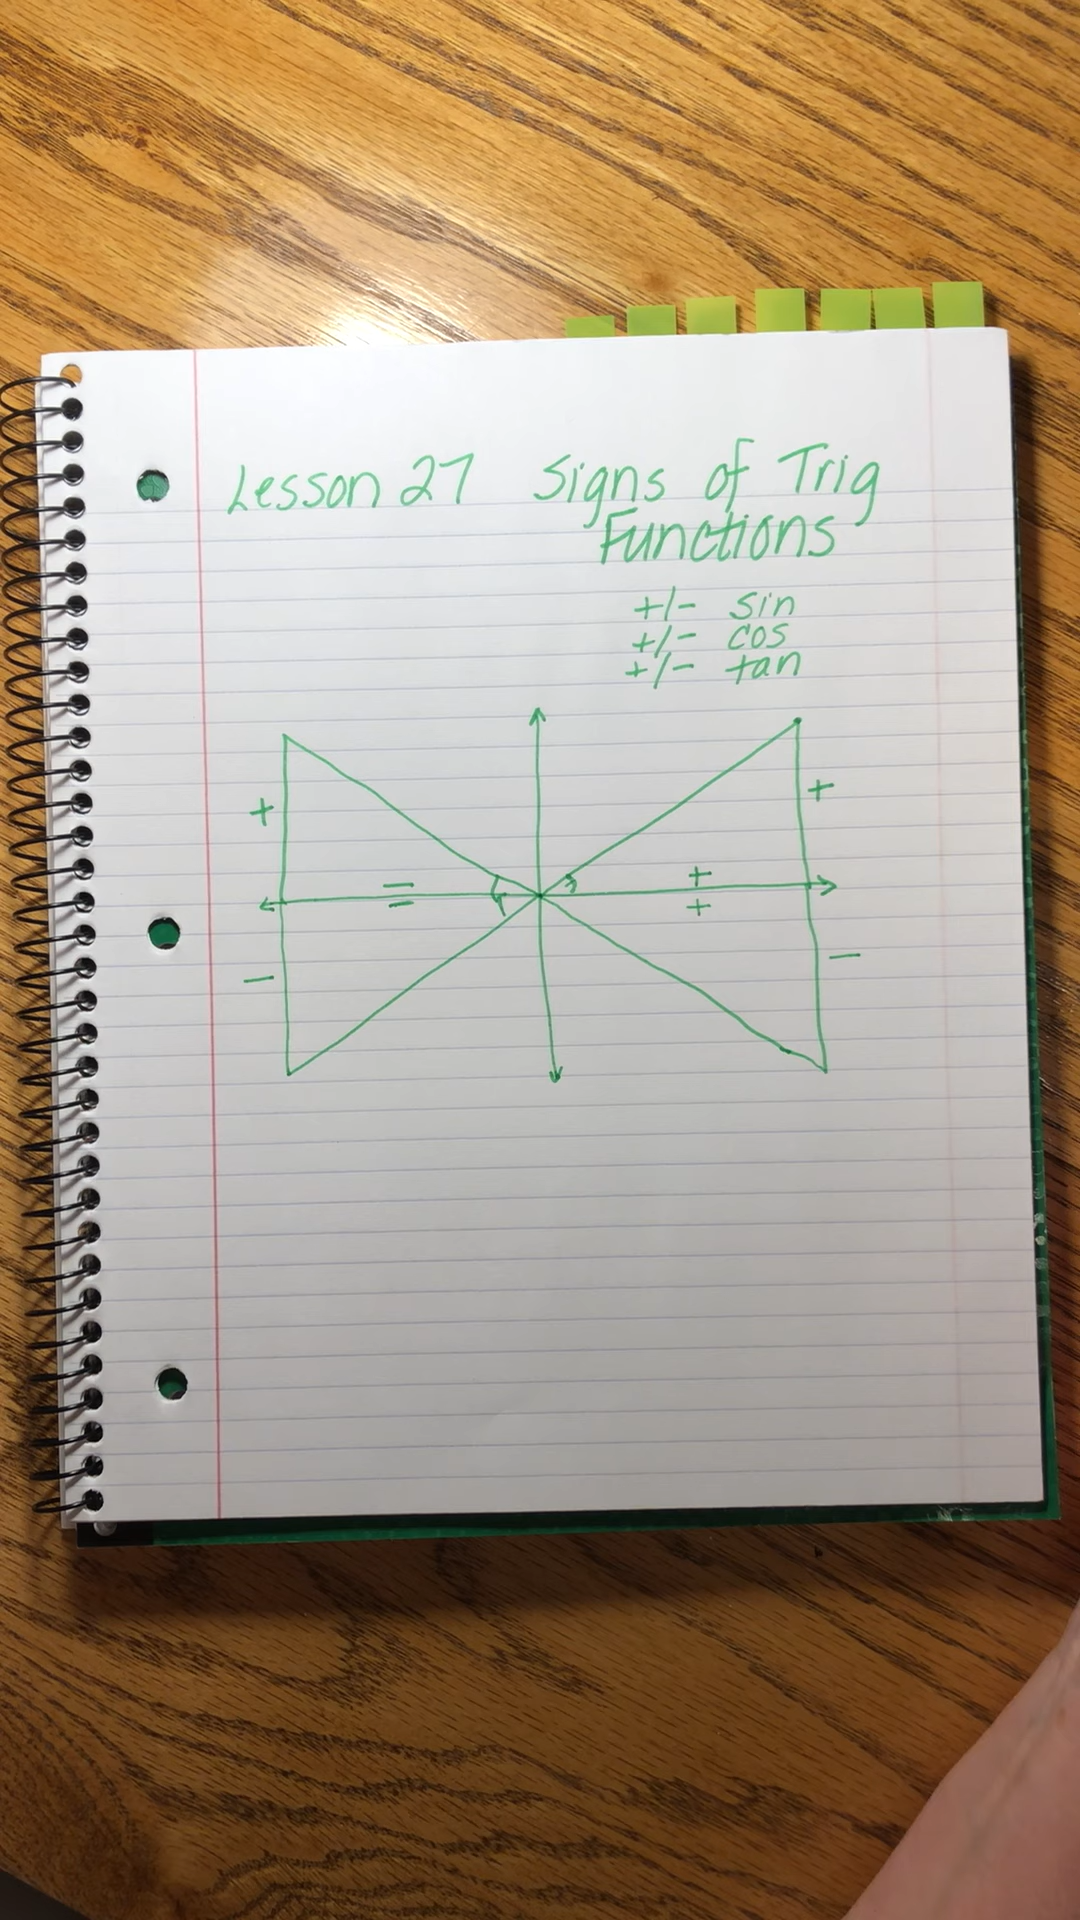 Lesson 27 Signs of Trig
Functions
+/- sin
+/- cos
+/- tan
+ +
- +
- +
- -